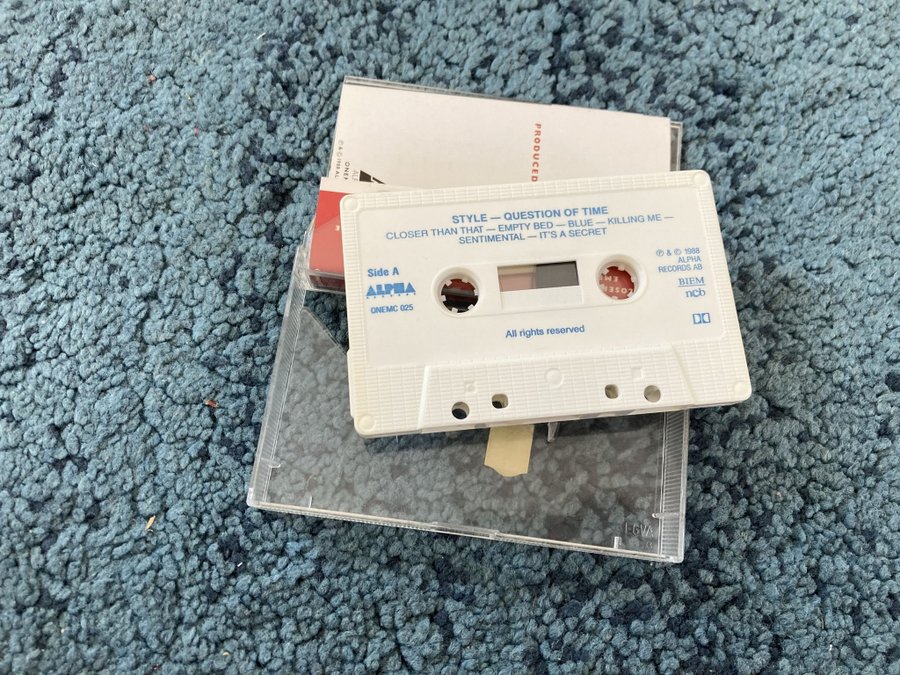 PRODUCED
STYLE — QUESTION OF TIME
CLOSER THAN THAT — EMPTY BED — BLUE — KILLING ME —
SENTIMENTAL — IT'S A SECRET
Side A
ALPHA
RECORDS
ONEMC 025
℗ & © 1988
ALPHA
RECORDS AB
BIEM
ncb
All rights reserved